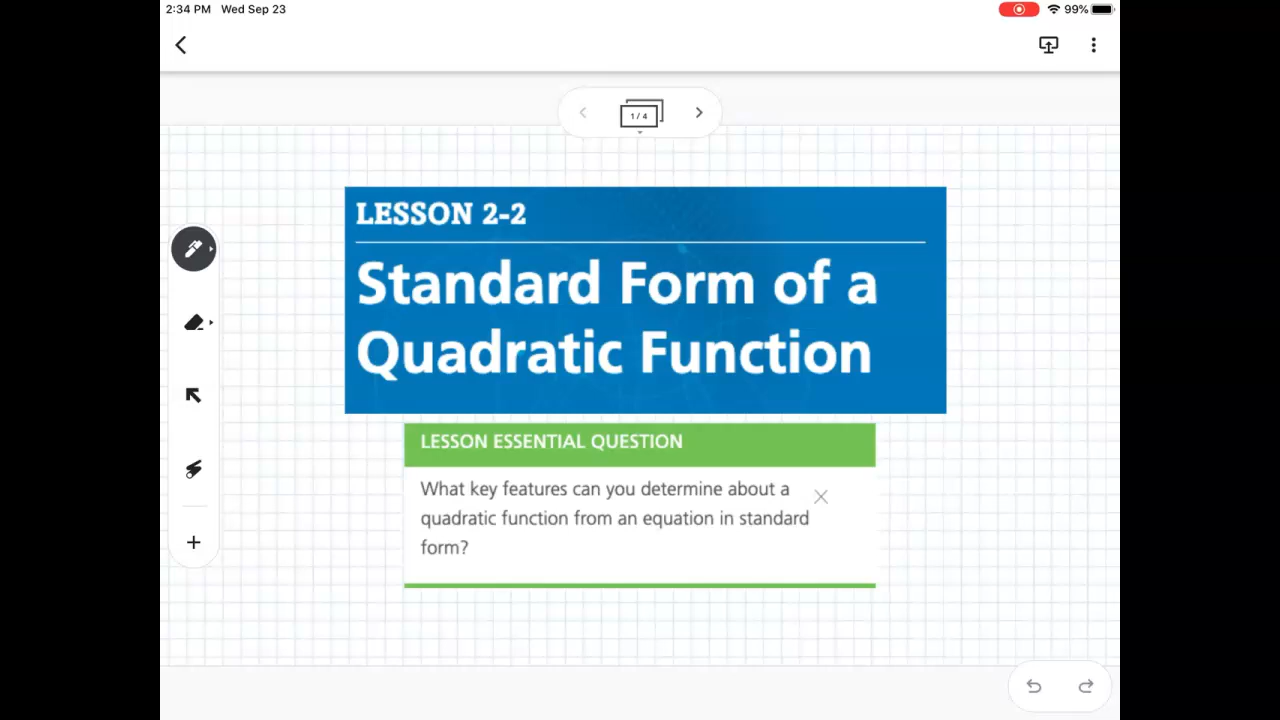 2:34 PM Wed Sep 23
99%
1 / 4
LESSON 2-2
Standard Form of a
Quadratic Function
LESSON ESSENTIAL QUESTION
What key features can you determine about a
quadratic function from an equation in standard
form?